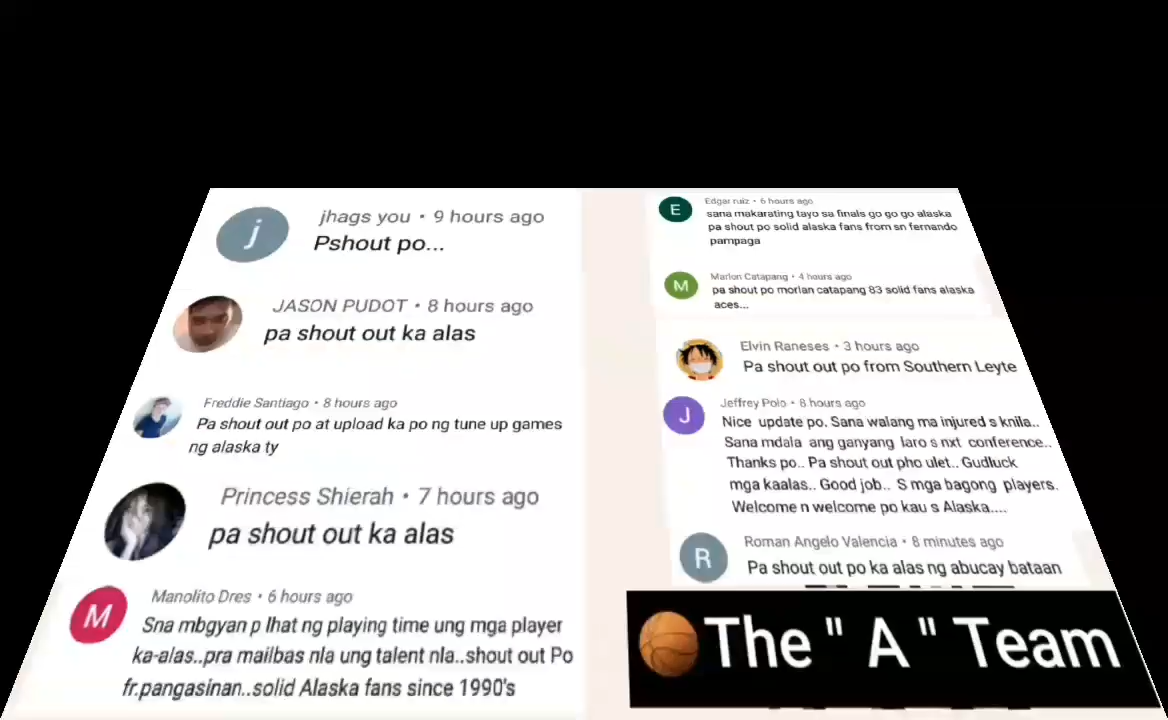 j
jhags you • 9 hours ago
Pshout po...
JASON PUDOT • 8 hours ago
pa shout out ka alas
Freddie Santiago • 8 hours ago
Pa shout out po at upload ka po ng tune up games
ng alaska ty
Princess Shierah • 7 hours ago
pa shout out ka alas
M
Manolito Dres • 6 hours ago
Sna mbgyan p lhat ng playing time ung mga player
ka-alas..pra mailbas nla ung talent nla..shout out Po
fr.pangasinan..solid Alaska fans since 1990's
E
Edgar ruiz • 6 hours ago
sana makarating tayo sa finals go go go alaska
pa shout po solid alaska fans from sn fernando
pampaga
M
Marlon Catapang • 4 hours ago
pa shout po morlan catapang 83 solid fans alaska
aces...
Elvin Raneses • 3 hours ago
Pa shout out po from Southern Leyte
J
Jeffrey Polo • 8 hours ago
Nice update po. Sana walang ma injured s knila..
Sana mdala ang ganyang laro s nxt conference..
Thanks po.. Pa shout out pho ulet.. Gudluck
mga kaalas.. Good job.. S mga bagong players.
Welcome n welcome po kau s Alaska....
R
Roman Angelo Valencia • 8 minutes ago
Pa shout out po ka alas ng abucay bataan
The " A " Team